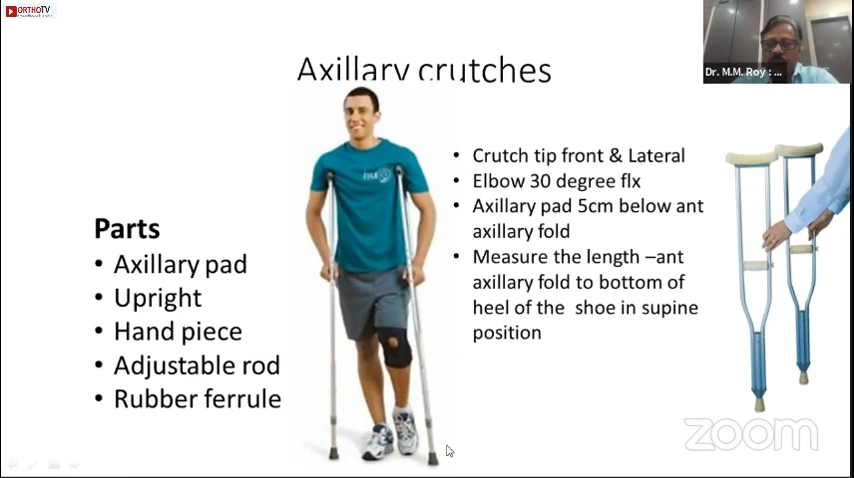 ORTHOTV
Dr. M.M. Roy : ...
Axillary crutches
• Crutch tip front & Lateral
• Elbow 30 degree flx
• Axillary pad 5cm below ant
axillary fold
• Measure the length –ant
axillary fold to bottom of
heel of the shoe in supine
position
Parts
• Axillary pad
• Upright
• Hand piece
• Adjustable rod
• Rubber ferrule
zoom